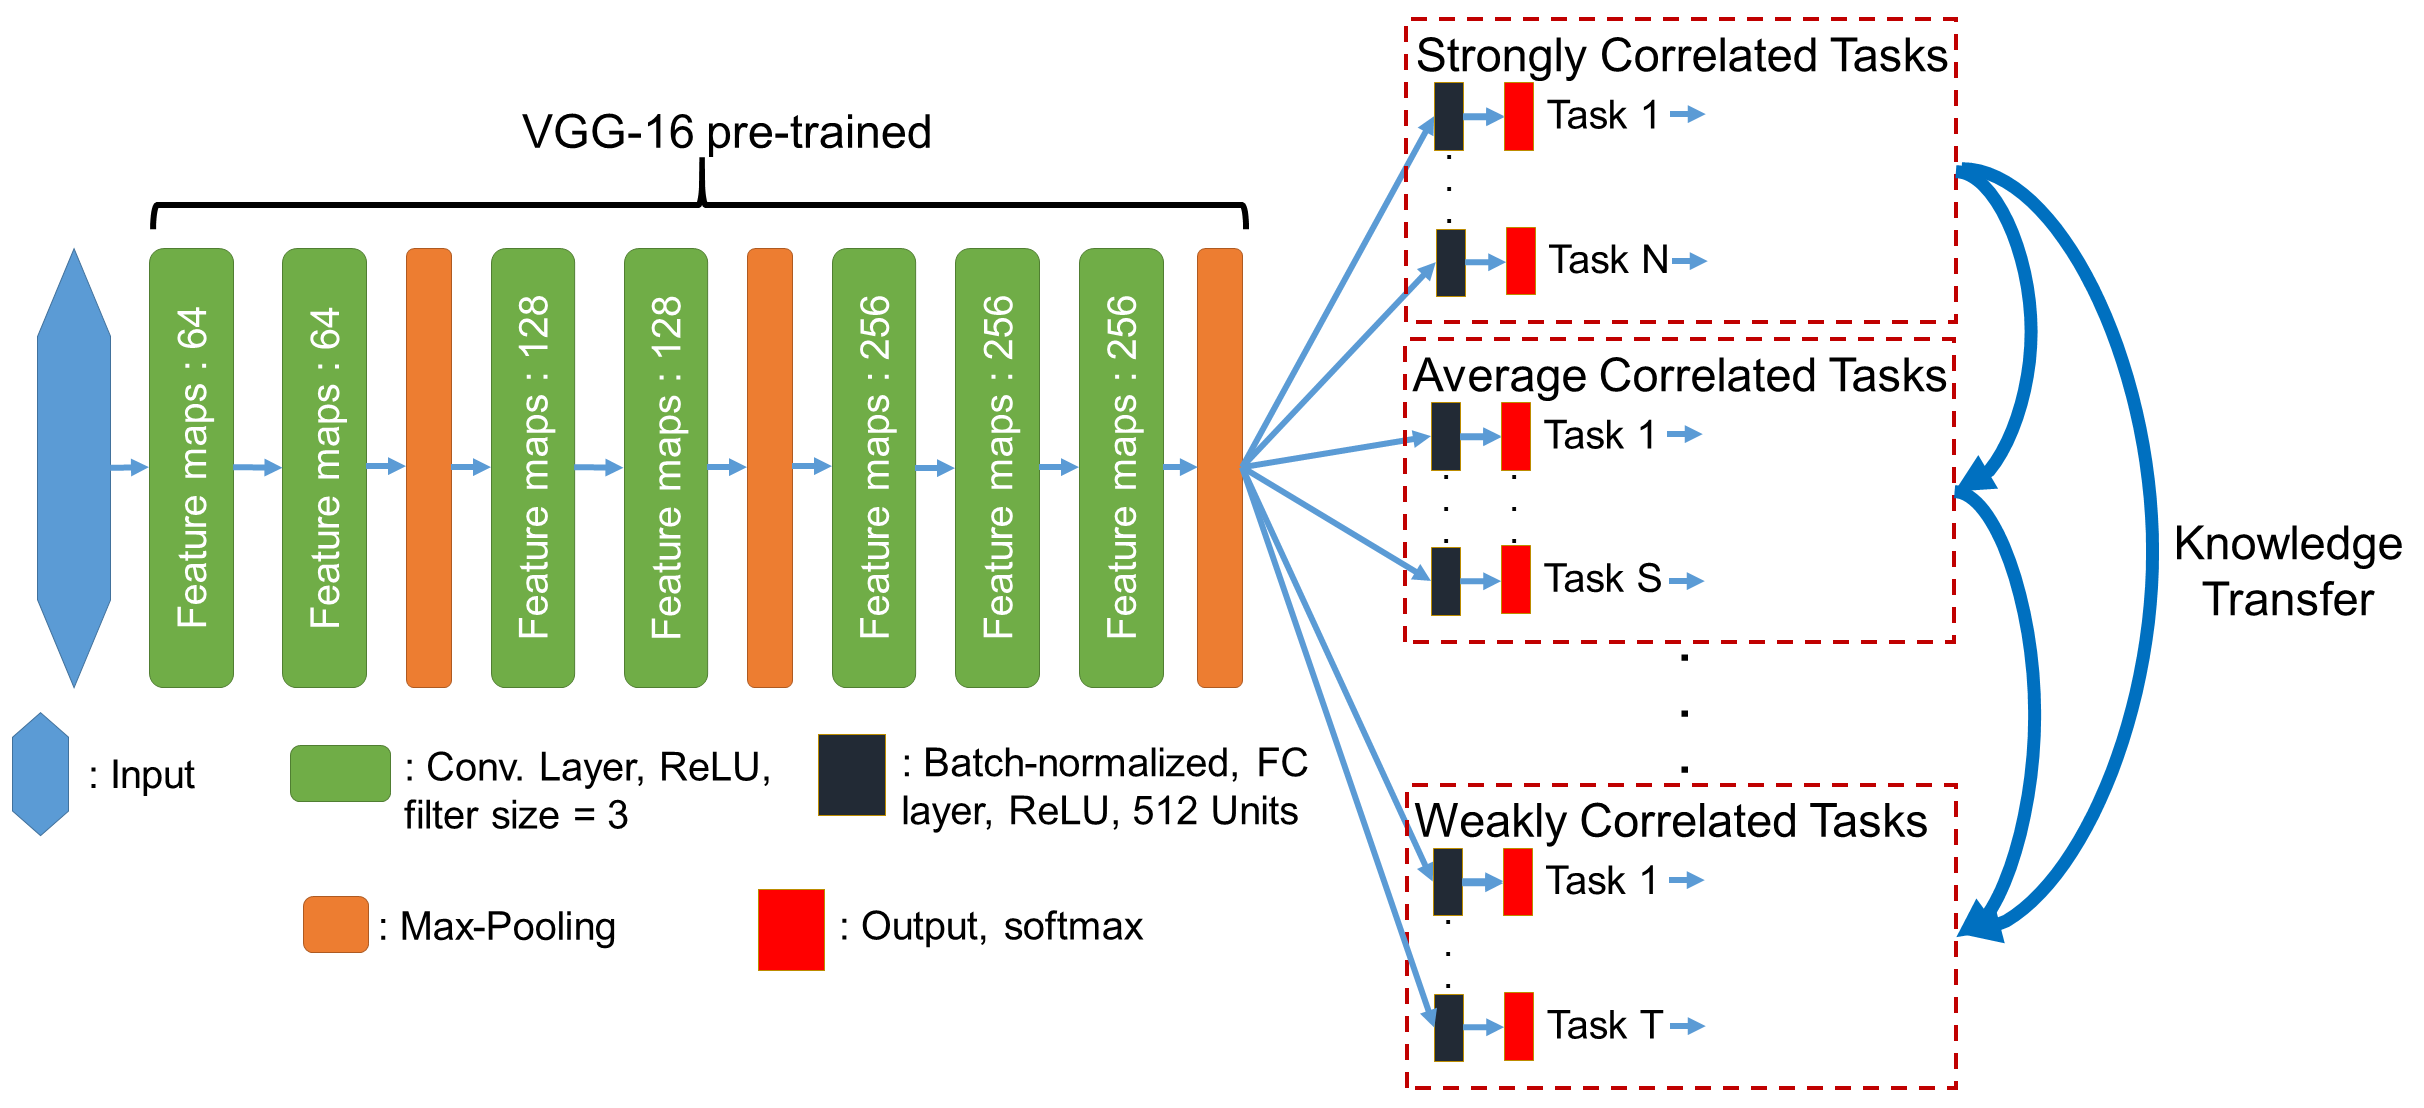 VGG-16 pre-trained
Feature maps : 64
Feature maps : 64
Feature maps : 128
Feature maps : 128
Feature maps : 256
Feature maps : 256
Feature maps : 256
Strongly Correlated Tasks
Task 1
Task N
Average Correlated Tasks
Task 1
Task S
Weakly Correlated Tasks
Task 1
Task T
Knowledge
Transfer
: Input
: Conv. Layer, ReLU,
filter size = 3
: Batch-normalized, FC
layer, ReLU, 512 Units
: Max-Pooling
: Output, softmax